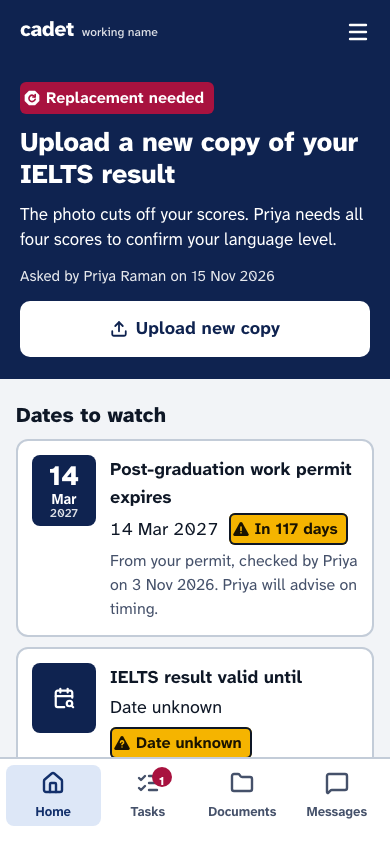 cadet working name
Replacement needed
Upload a new copy of your
IELTS result
The photo cuts off your scores. Priya needs all
four scores to confirm your language level.
Asked by Priya Raman on 15 Nov 2026
Upload new copy
Dates to watch
14
Mar
2027
Post-graduation work permit
expires
14 Mar 2027
In 117 days
From your permit, checked by Priya
on 3 Nov 2026. Priya will advise on
timing.
IELTS result valid until
Date unknown
Date unknown
1
Home
Tasks
Documents
Messages